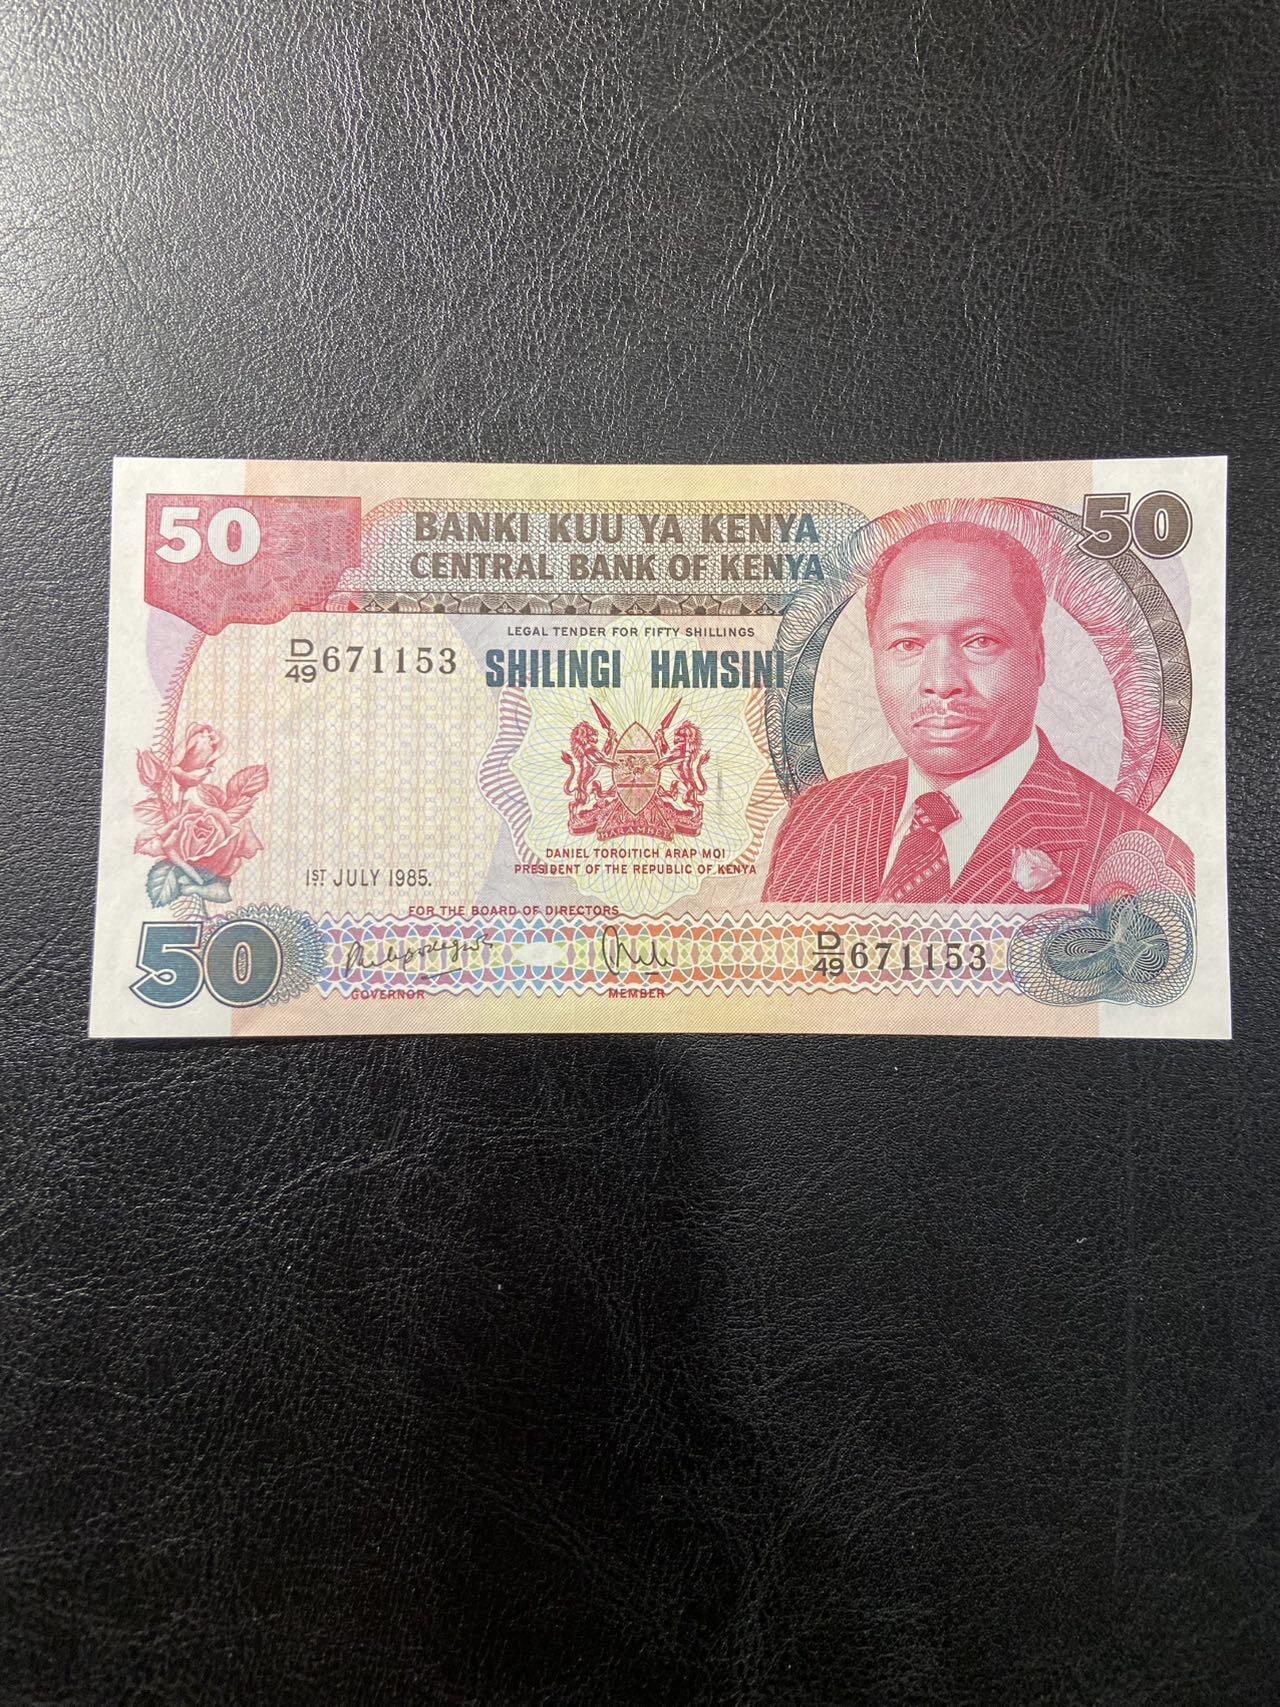 50
BANKI KUU YA KENYA
CENTRAL BANK OF KENYA
50
LEGAL TENDER FOR FIFTY SHILLINGS
D/49 671153
SHILINGI HAMSINI
HARAMBEE
DANIEL TOROITICH ARAP MOI
PRESIDENT OF THE REPUBLIC OF KENYA
1ST JULY 1985.
FOR THE BOARD OF DIRECTORS
50
D/49 671153
GOVERNOR
MEMBER